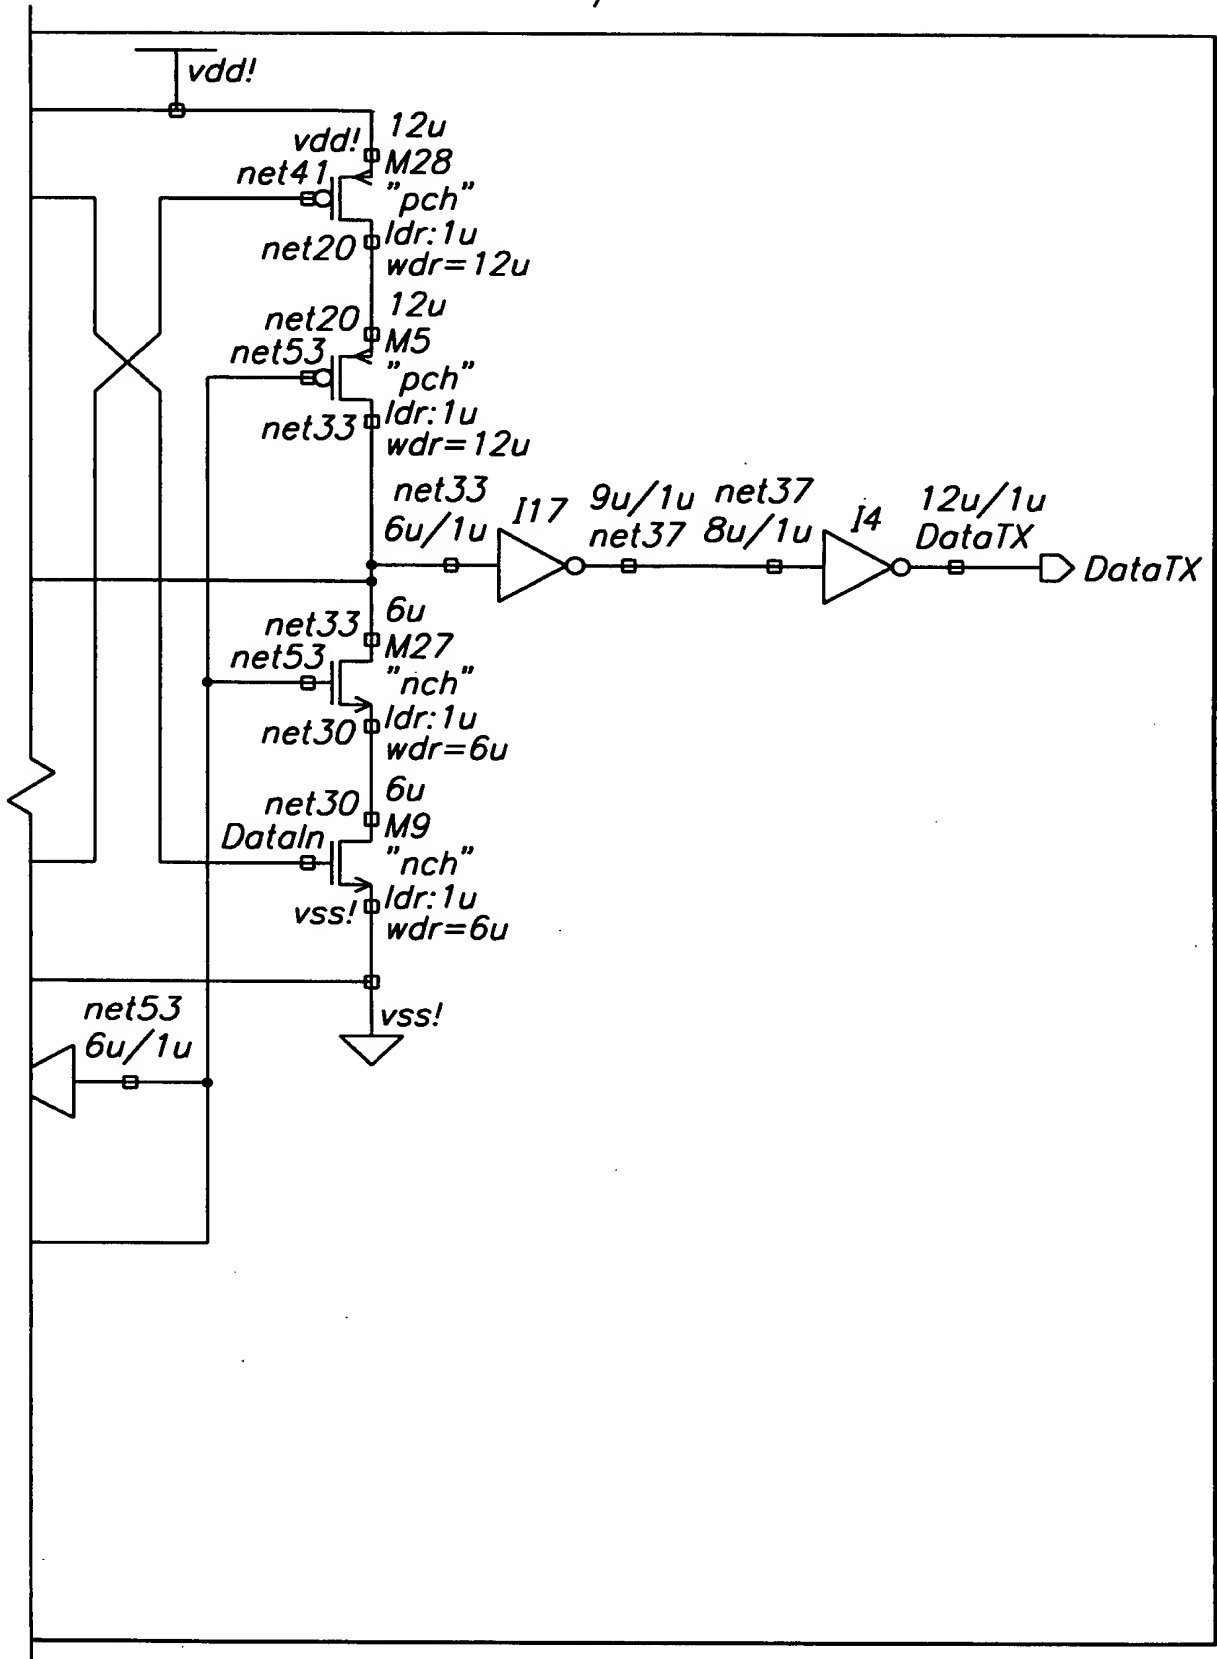 vdd!
12u
vdd!
M28
net41
"pch"
ldr:1u
net20
wdr=12u
12u
net20
M5
net53
"pch"
ldr:1u
net33
wdr=12u
net33
6u/1u
I17
9u/1u
net37
net37
8u/1u
I4
12u/1u
DataTX
DataTX
6u
net33
M27
net53
"nch"
ldr:1u
net30
wdr=6u
6u
net30
M9
DataIn
"nch"
ldr:1u
vss!
wdr=6u
net53
6u/1u
vss!